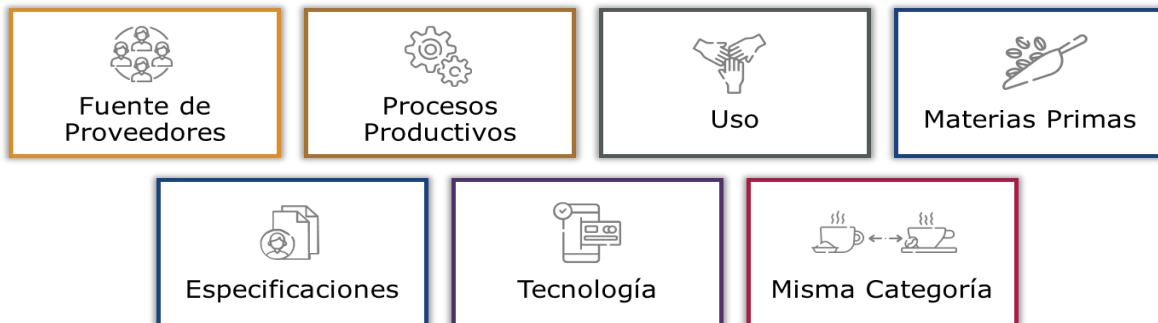 Fuente de
Proveedores
Procesos
Productivos
Uso
Materias Primas
Especificaciones
Tecnología
Misma Categoría